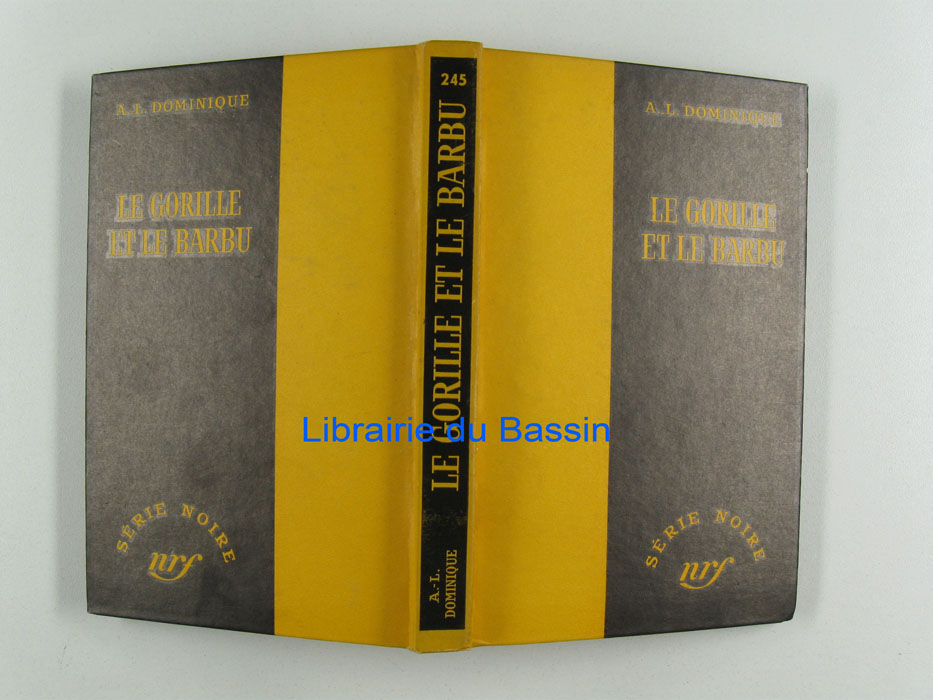 A.-L. DOMINIQUE
LE GORILLE
ET LE BARBU
SÉRIE NOIRE
nrf
245
LE GORILLE ET LE BARBU
A.-L.
DOMINIQUE
A.-L. DOMINIQUE
LE GORILLE
ET LE BARBU
SÉRIE NOIRE
nrf
Librairie du Bassin